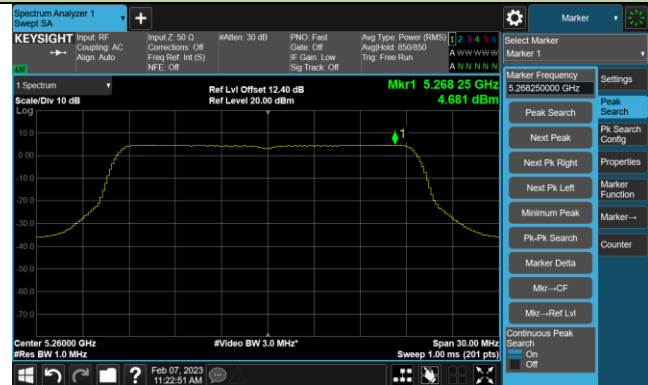 Spectrum Analyzer 1
Swept SA
Marker
KEYSIGHT
Input: RF
Coupling: AC
Align: Auto
Input Z: 50 Ω
Corrections: Off
Freq Ref: Int (S)
NFE: Off
#Atten: 30 dB
PNO: Fast
Gate: Off
IF Gain: Low
Sig Track: Off
Avg Type: Power (RMS)
Avg|Hold: 850/850
Trig: Free Run
1 2 3 4 5 6
A W W W W W
A N N N N N
Select Marker
Marker 1
1 Spectrum
Scale/Div 10 dB
Log
Ref Lvl Offset 12.40 dB
Ref Level 20.00 dBm
Mkr1 5.268 25 GHz
4.681 dBm
1
10.0
0.00
-10.0
-20.0
-30.0
-40.0
-50.0
-60.0
-70.0
Center 5.26000 GHz
#Res BW 1.0 MHz
#Video BW 3.0 MHz*
Span 30.00 MHz
Sweep 1.00 ms (201 pts)
Marker Frequency
5.268250000 GHz
Peak Search
Next Peak
Next Pk Right
Next Pk Left
Minimum Peak
Pk-Pk Search
Marker Delta
Mkr→CF
Mkr→Ref Lvl
Continuous Peak
Search
On
Off
Settings
Peak
Search
Pk Search
Config
Properties
Marker
Function
Marker→
Counter
Feb 07, 2023
11:22:51 AM